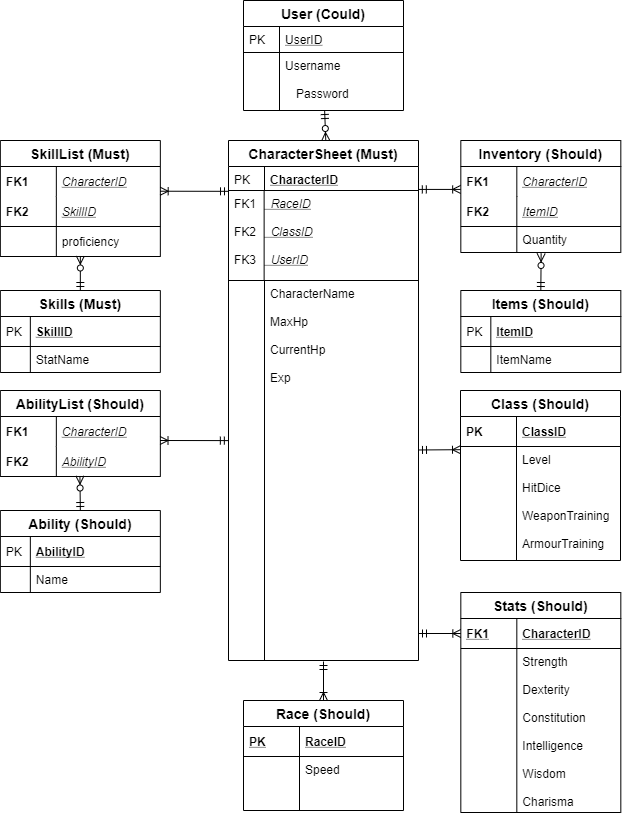 User (Could)
PK UserID
Username
Password
SkillList (Must)
FK1 CharacterID
FK2 SkillID
proficiency
CharacterSheet (Must)
PK CharacterID
FK1 RaceID
FK2 ClassID
FK3 UserID
CharacterName
MaxHp
CurrentHp
Exp
Inventory (Should)
FK1 CharacterID
FK2 ItemID
Quantity
Skills (Must)
PK SkillID
StatName
Items (Should)
PK ItemID
ItemName
AbilityList (Should)
FK1 CharacterID
FK2 AbilityID
Class (Should)
PK ClassID
Level
HitDice
WeaponTraining
ArmourTraining
Ability (Should)
PK AbilityID
Name
Stats (Should)
FK1 CharacterID
Strength
Dexterity
Constitution
Intelligence
Wisdom
Charisma
Race (Should)
PK RaceID
Speed